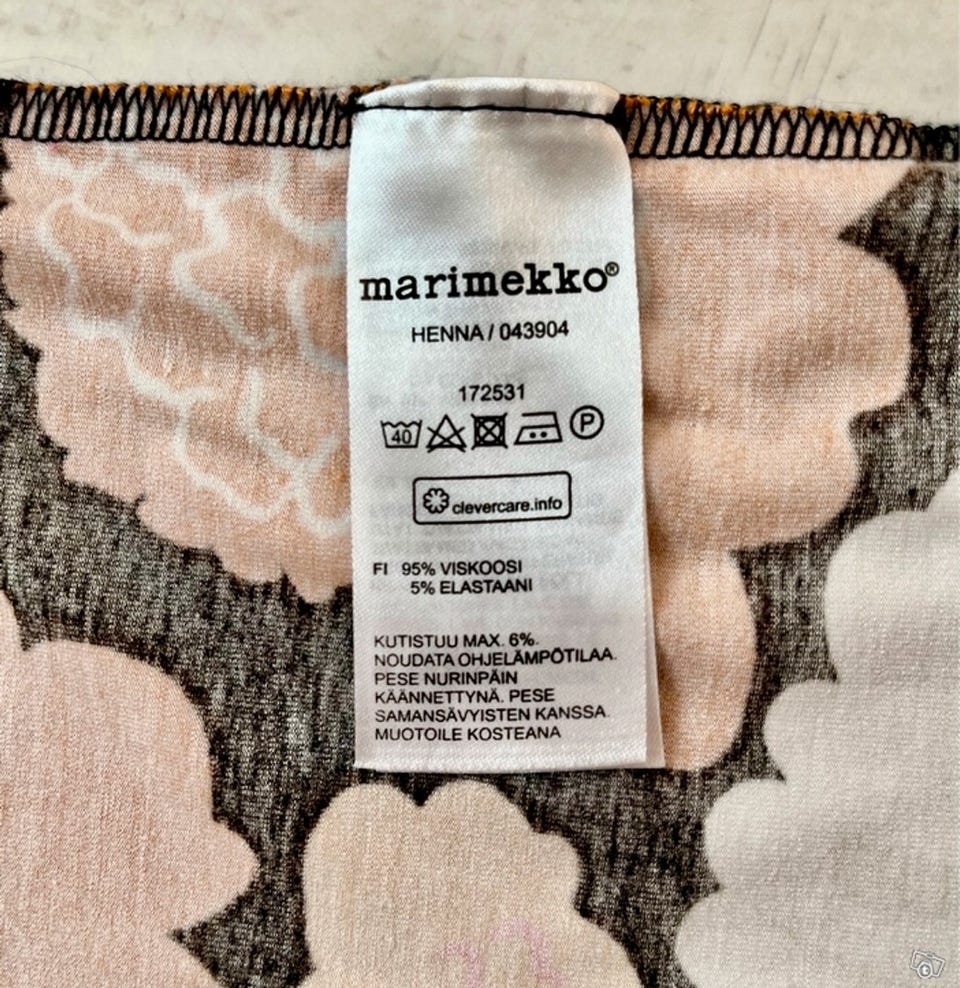 marimekko®
HENNA / 043904
172531
40 P
clevercare.info
FI 95% VISKOOSI
5% ELASTAANI
KUTISTUU MAX. 6%.
NOUDATA OHJELÄMPÖTILAA.
PESE NURINPÄIN
KÄÄNNETTYNÄ. PESE
SAMANSÄVYISTEN KANSSA.
MUOTOILE KOSTEANA